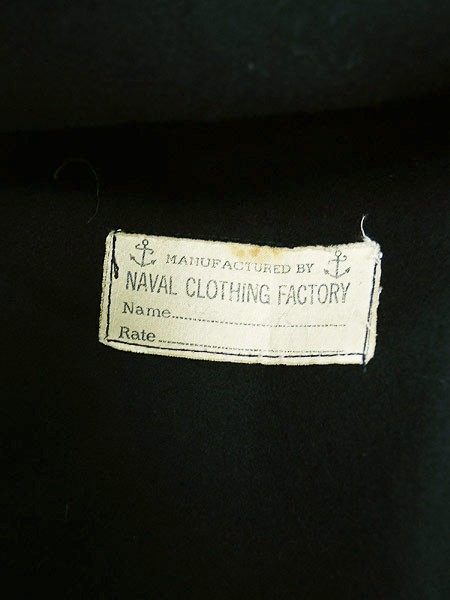 MANUFACTURED BY
NAVAL CLOTHING FACTORY
Name
Rate